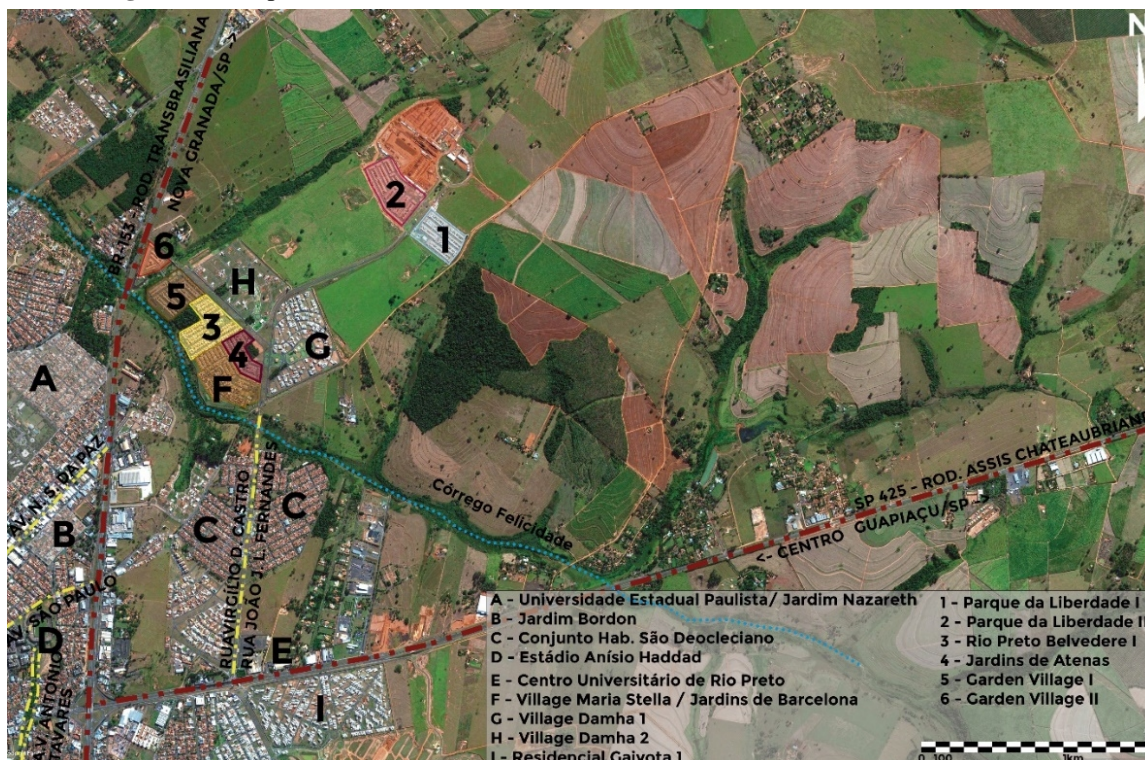 N
BR-153 - ROD. TRANSBRASILIANA
NOVA GRANADA/SP ->
2
1
6
H
5
3
4
G
F
A
AV. N. S. DA PAZ
B
C
C
RUA VIRGÍLIO D. CASTRO
RUA JOÃO J. L. FERNANDES
Córrego Felicidade
SP 425 - ROD. ASSIS CHATEAUBRIAND
<- CENTRO GUAPIAÇU/SP ->
AV. SÃO PAULO
D
E
I
AV. ANTONIO
TAVARES
A - Universidade Estadual Paulista/ Jardim Nazareth
B - Jardim Bordon
C - Conjunto Hab. São Deocleciano
D - Estádio Anísio Haddad
E - Centro Universitário de Rio Preto
F - Village Maria Stella / Jardins de Barcelona
G - Village Damha 1
H - Village Damha 2
I - Residencial Gaivota 1
1 - Parque da Liberdade I
2 - Parque da Liberdade II
3 - Rio Preto Belvedere I
4 - Jardins de Atenas
5 - Garden Village I
6 - Garden Village II
0 100 1km